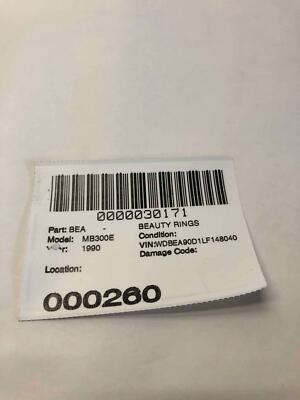 0000030171
Part: BEA - BEAUTY RINGS
Model: MB300E Condition:
1990 VIN:WDBEA90D1LF148040
Damage Code:
Location:
000260